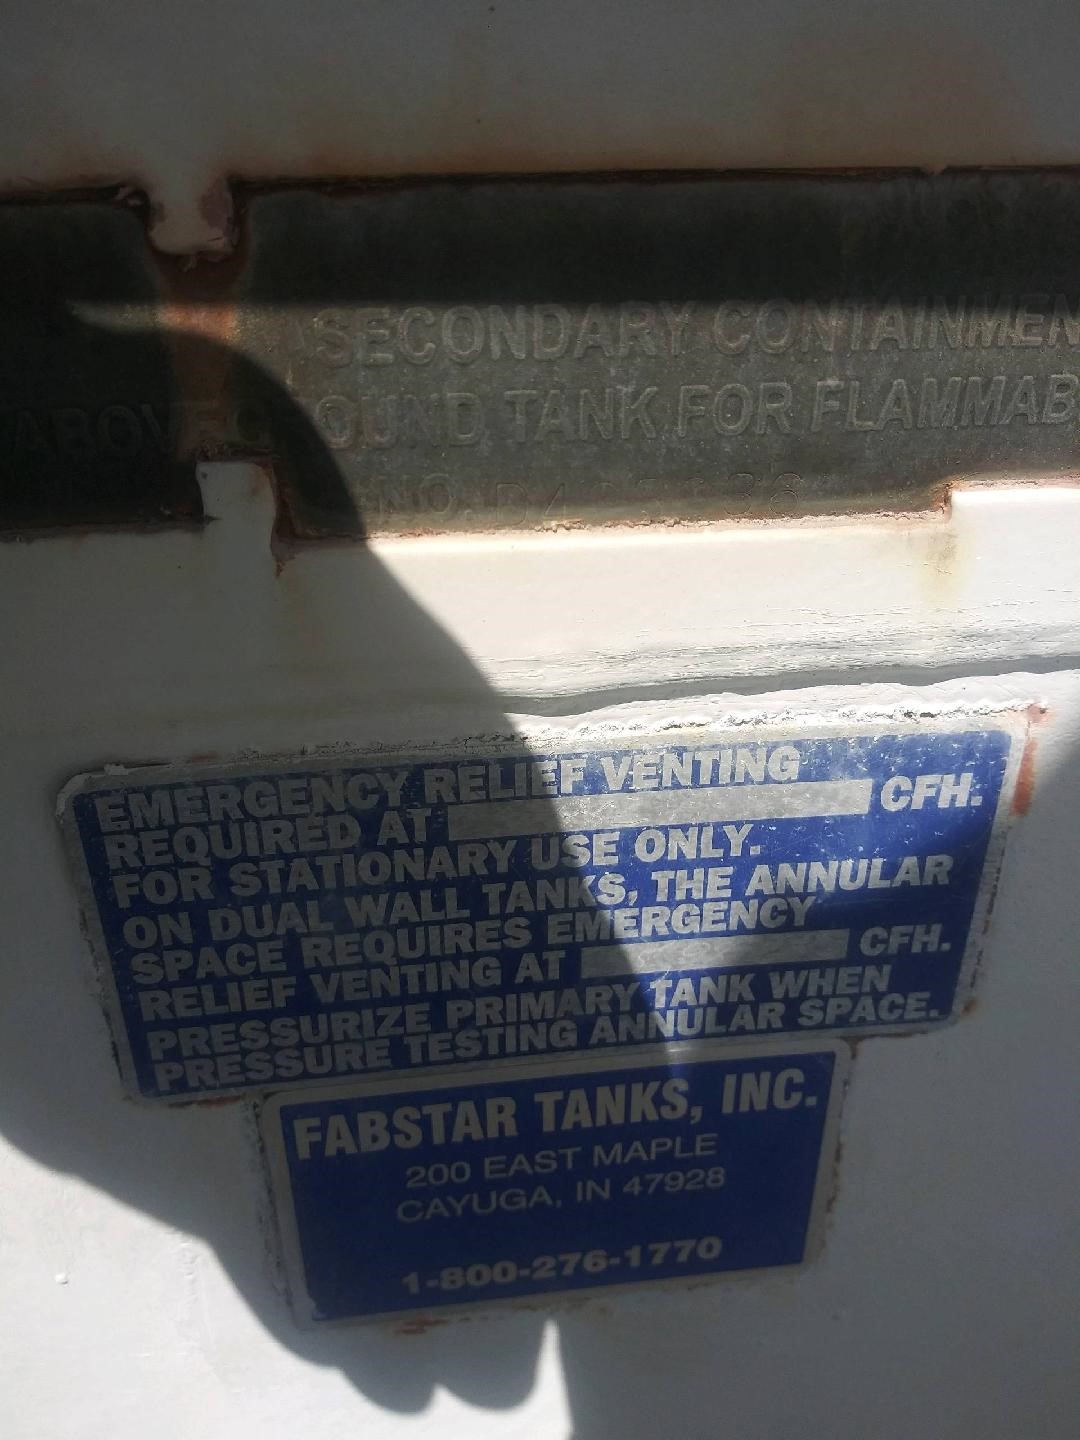 SECONDARY CONTAINMEN
ABOVEGROUND TANK FOR FLAMMAB
NO.
EMERGENCY RELIEF VENTING
REQUIRED AT CFH.
FOR STATIONARY USE ONLY.
ON DUAL WALL TANKS, THE ANNULAR
SPACE REQUIRES EMERGENCY
RELIEF VENTING AT CFH.
PRESSURIZE PRIMARY TANK WHEN
PRESSURE TESTING ANNULAR SPACE.
FABSTAR TANKS, INC.
200 EAST MAPLE
CAYUGA, IN 47928
1-800-276-1770